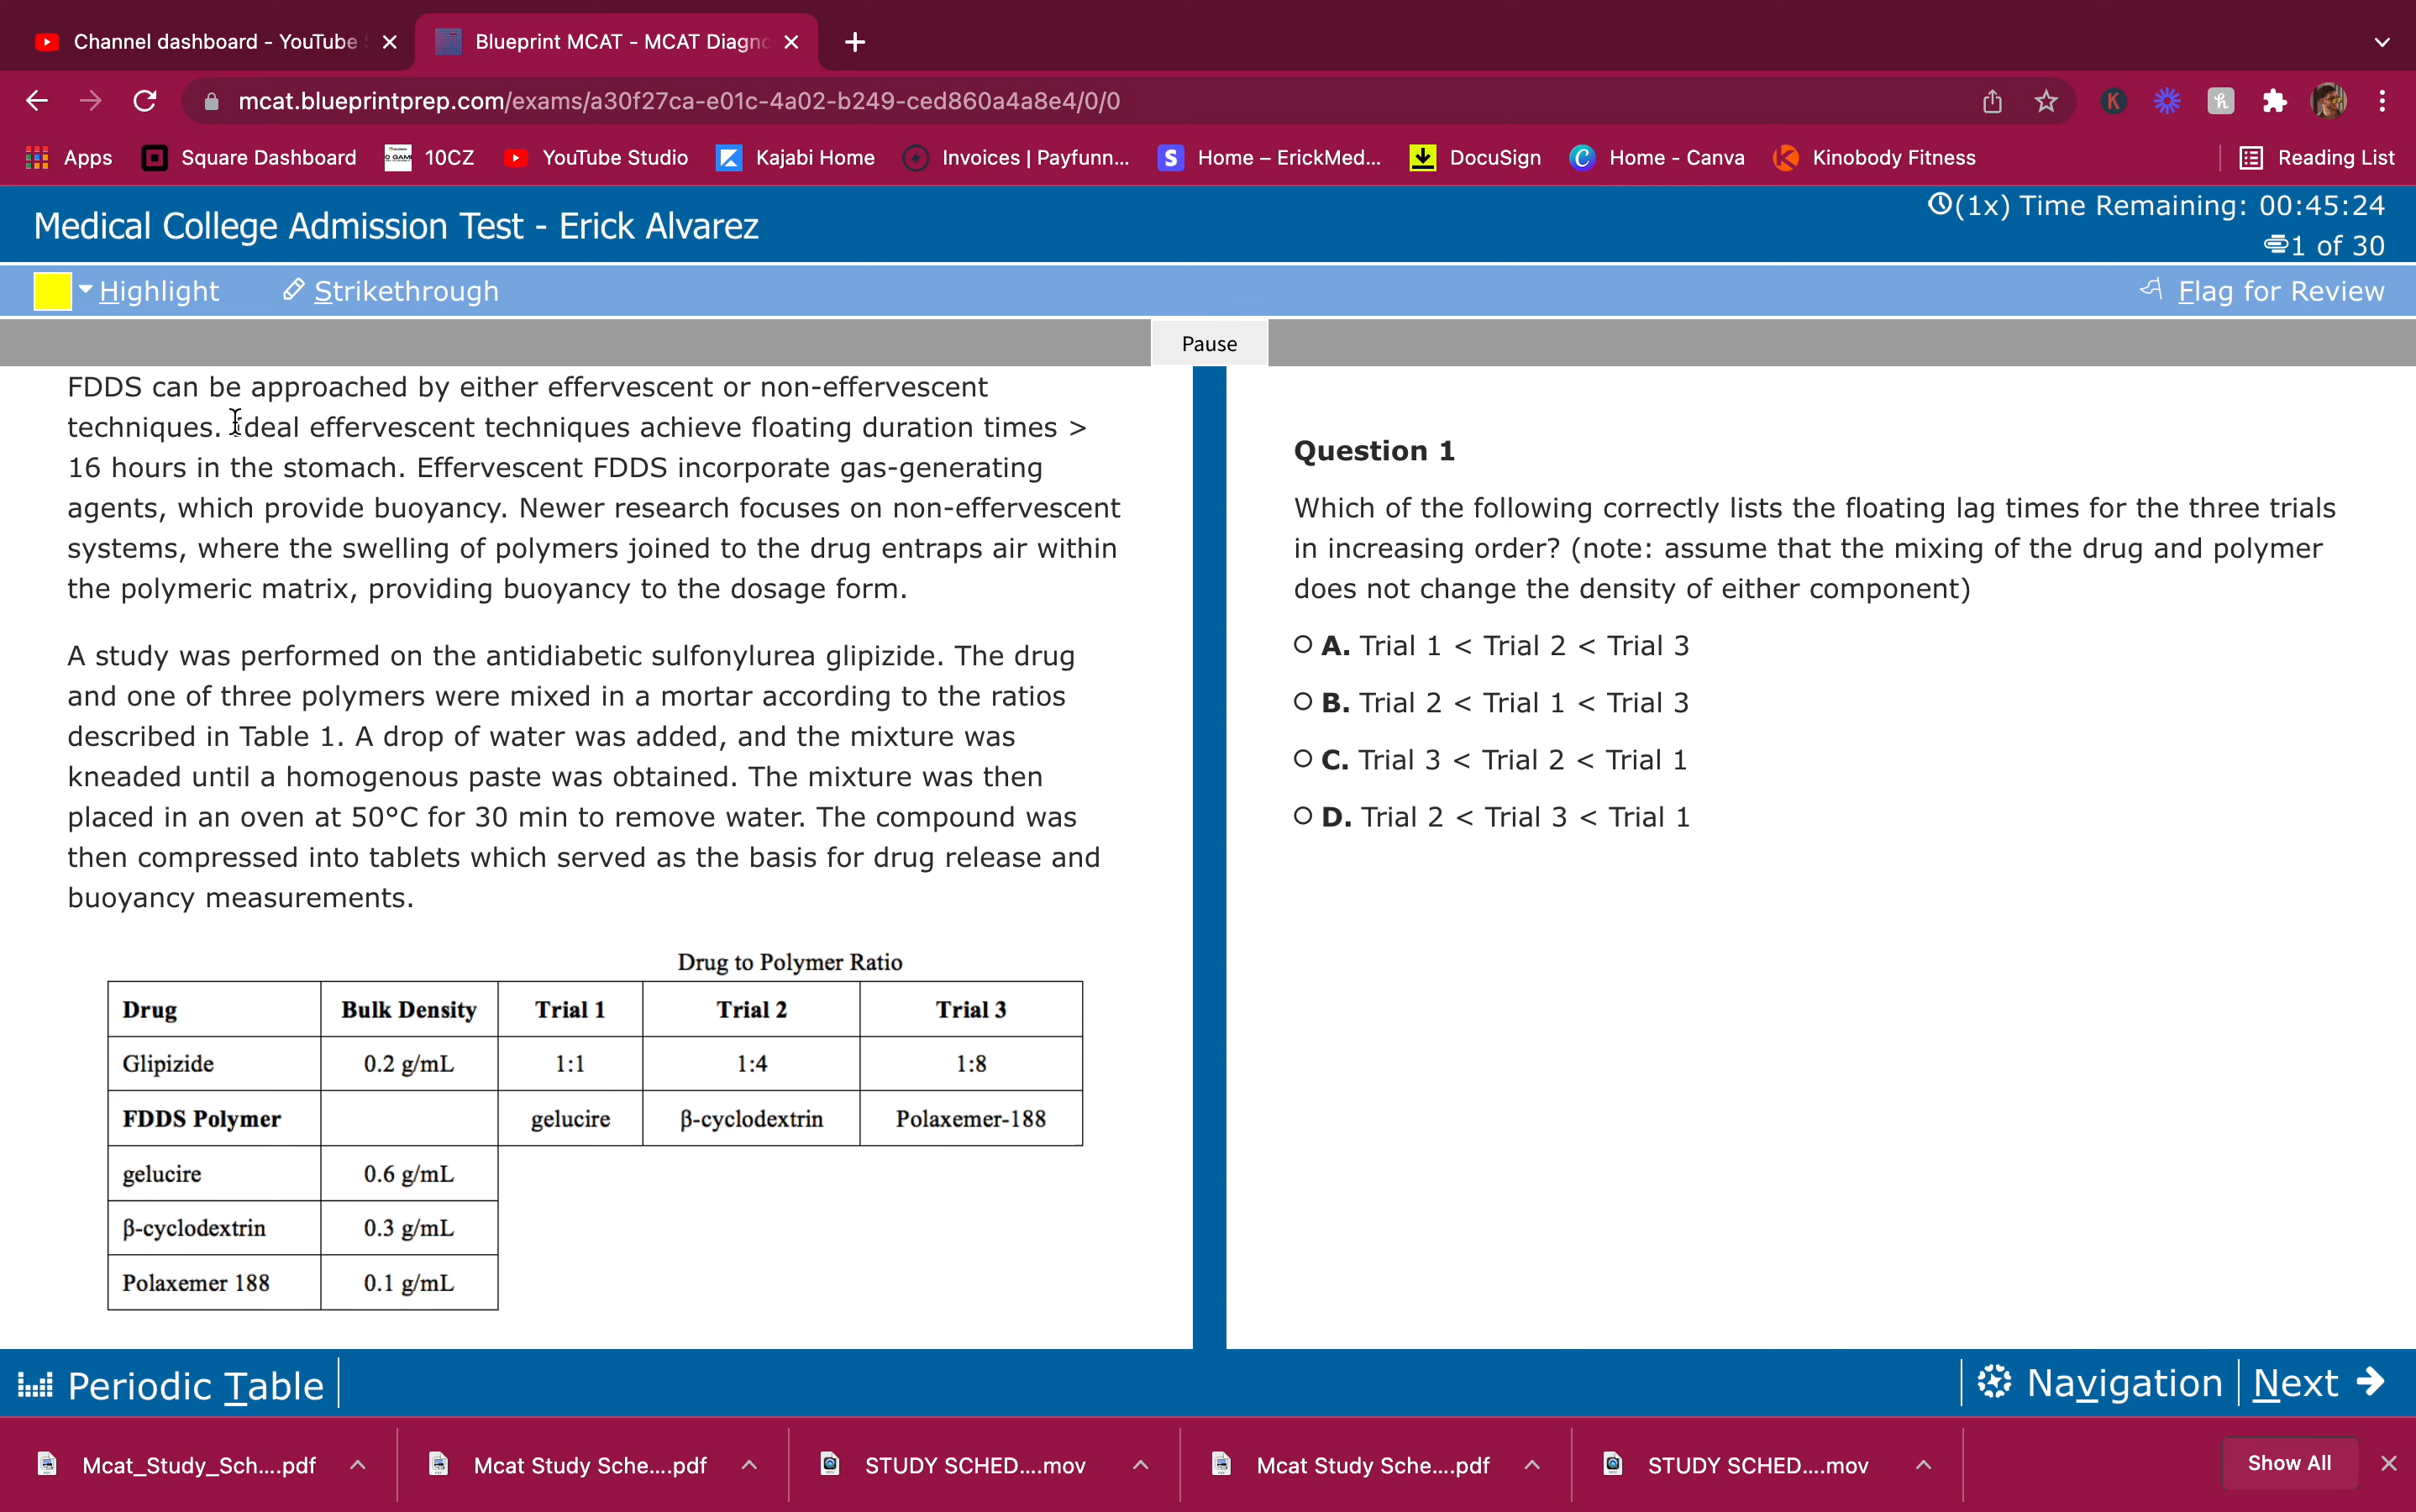 Channel dashboard - YouTube
Blueprint MCAT - MCAT Diagno
mcat.blueprintprep.com/exams/a30f27ca-e01c-4a02-b249-ced860a4a8e4/0/0
Apps
Square Dashboard
10CZ
YouTube Studio
Kajabi Home
Invoices | Payfunn...
Home – ErickMed...
DocuSign
Home - Canva
Kinobody Fitness
Reading List
Medical College Admission Test - Erick Alvarez
(1x) Time Remaining: 00:45:24
1 of 30
Highlight
Strikethrough
Flag for Review
Pause
FDDS can be approached by either effervescent or non-effervescent
techniques. Ideal effervescent techniques achieve floating duration times >
16 hours in the stomach. Effervescent FDDS incorporate gas-generating
agents, which provide buoyancy. Newer research focuses on non-effervescent
systems, where the swelling of polymers joined to the drug entraps air within
the polymeric matrix, providing buoyancy to the dosage form.
A study was performed on the antidiabetic sulfonylurea glipizide. The drug
and one of three polymers were mixed in a mortar according to the ratios
described in Table 1. A drop of water was added, and the mixture was
kneaded until a homogenous paste was obtained. The mixture was then
placed in an oven at 50°C for 30 min to remove water. The compound was
then compressed into tablets which served as the basis for drug release and
buoyancy measurements.
Drug to Polymer Ratio
Drug Bulk Density Trial 1 Trial 2 Trial 3
Glipizide 0.2 g/mL 1:1 1:4 1:8
FDDS Polymer gelucire β-cyclodextrin Polaxemer-188
gelucire 0.6 g/mL
β-cyclodextrin 0.3 g/mL
Polaxemer 188 0.1 g/mL
Question 1
Which of the following correctly lists the floating lag times for the three trials
in increasing order? (note: assume that the mixing of the drug and polymer
does not change the density of either component)
A. Trial 1 < Trial 2 < Trial 3
B. Trial 2 < Trial 1 < Trial 3
C. Trial 3 < Trial 2 < Trial 1
D. Trial 2 < Trial 3 < Trial 1
Periodic Table
Navigation
Next
Mcat_Study_Sch....pdf
Mcat Study Sche....pdf
STUDY SCHED....mov
Mcat Study Sche....pdf
STUDY SCHED....mov
Show All